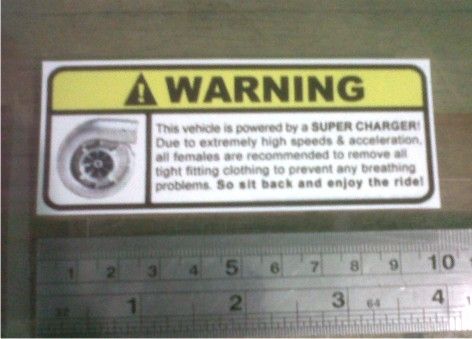 WARNING
This vehicle is powered by a SUPER CHARGER!
Due to extremely high speeds & acceleration,
all females are recommended to remove all
tight fitting clothing to prevent any breathing
problems. So sit back and enjoy the ride!
1 2 3 4 5 6 7 8 9 10
32 1 2 3 64 4